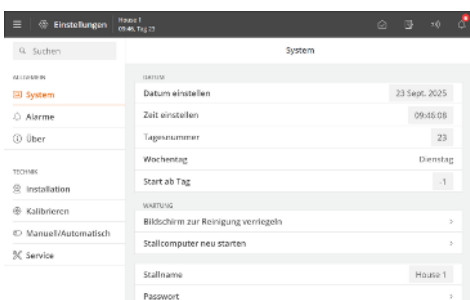 Einstellungen
House 1
09:46, Tag 23
Suchen
System
ALLGEMEIN
System
Alarme
Über
TECHNIK
Installation
Kalibrieren
Manuell/Automatisch
Service
DATUM
Datum einstellen 23 Sept. 2025
Zeit einstellen 09:46:08
Tagesnummer 23
Wochentag Dienstag
Start ab Tag -1
WARTUNG
Bildschirm zur Reinigung verriegeln
Stallcomputer neu starten
Stallname House 1
Passwort